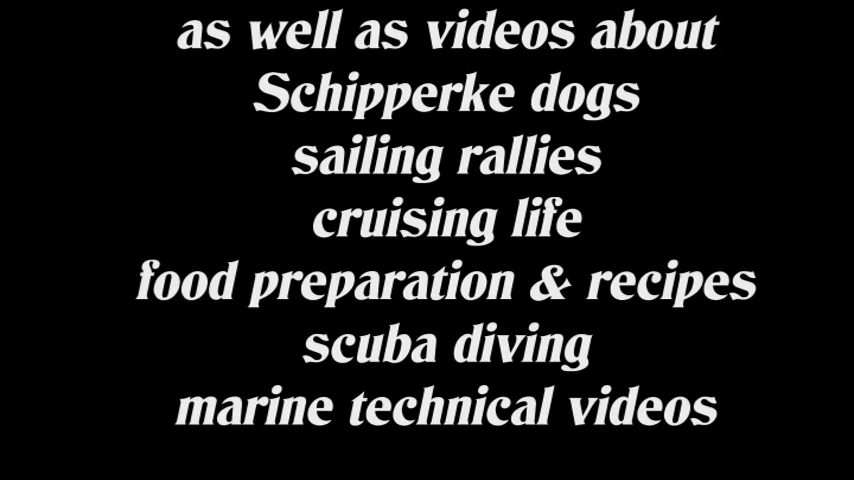 as well as videos about
Schipperke dogs
sailing rallies
cruising life
food preparation & recipes
scuba diving
marine technical videos